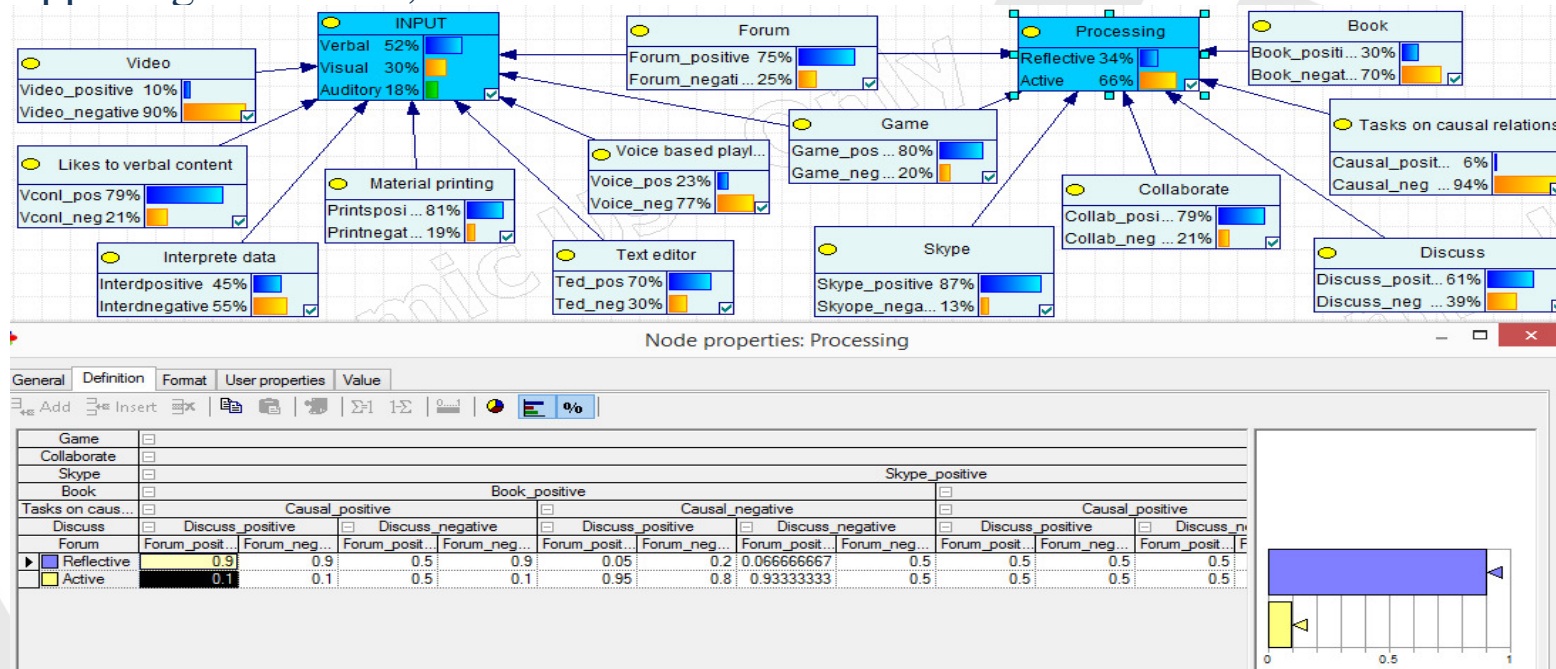 INPUT
Verbal 52%
Visual 30%
Auditory 18%
Forum
Forum_positive 75%
Forum_negati... 25%
Processing
Reflective 34%
Active 66%
Book
Book_positi... 30%
Book_negat... 70%
Video
Video_positive 10%
Video_negative 90%
Game
Game_pos ... 80%
Game_neg ... 20%
Tasks on causal relations
Causal_posit... 6%
Causal_neg ... 94%
Likes to verbal content
Vconl_pos 79%
Vconl_neg 21%
Material printing
Printsposi ... 81%
Printnegat ... 19%
Voice based playl...
Voice_pos 23%
Voice_neg 77%
Collaborate
Collab_posi... 79%
Collab_neg ... 21%
Interprete data
Interdpositive 45%
Interdnegative 55%
Text editor
Ted_pos 70%
Ted_neg 30%
Skype
Skype_positive 87%
Skyope_nega... 13%
Discuss
Discuss_posit... 61%
Discuss_neg ... 39%
Node properties: Processing
General Definition Format User properties Value
Add Insert Σ=1 1-Σ %
Game
Collaborate
Skype Skype_positive
Book Book_positive
Tasks on caus... Causal_positive Causal_negative Causal_positive
Discuss Discuss_positive Discuss_negative Discuss_positive Discuss_negative Discuss_positive Discuss_n
Forum Forum_posit... Forum_neg... Forum_posit... Forum_neg... Forum_posit... Forum_neg... Forum_posit... Forum_neg... Forum_posit... Forum_neg... Forum_posit... F
Reflective 0.9 0.9 0.5 0.9 0.05 0.2 0.066666667 0.5 0.5 0.5 0.5
Active 0.1 0.1 0.5 0.1 0.95 0.8 0.93333333 0.5 0.5 0.5 0.5
0 0.5 1